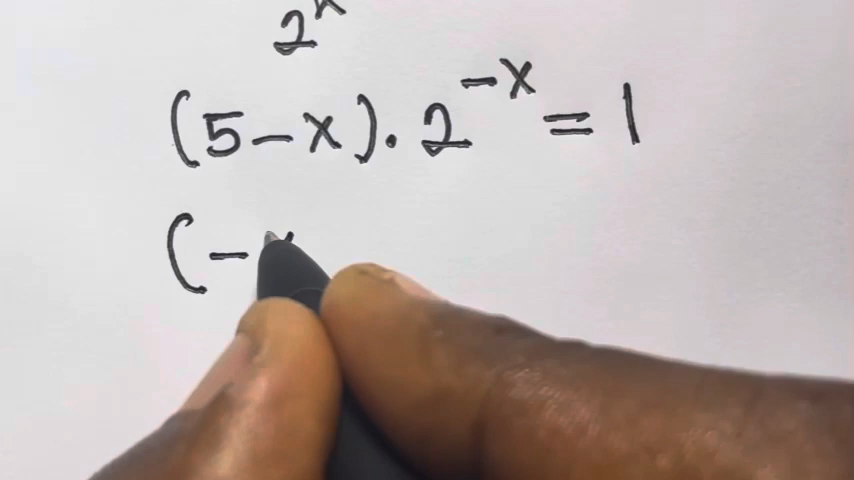 2^x
(5-x).2^-x = 1
(-